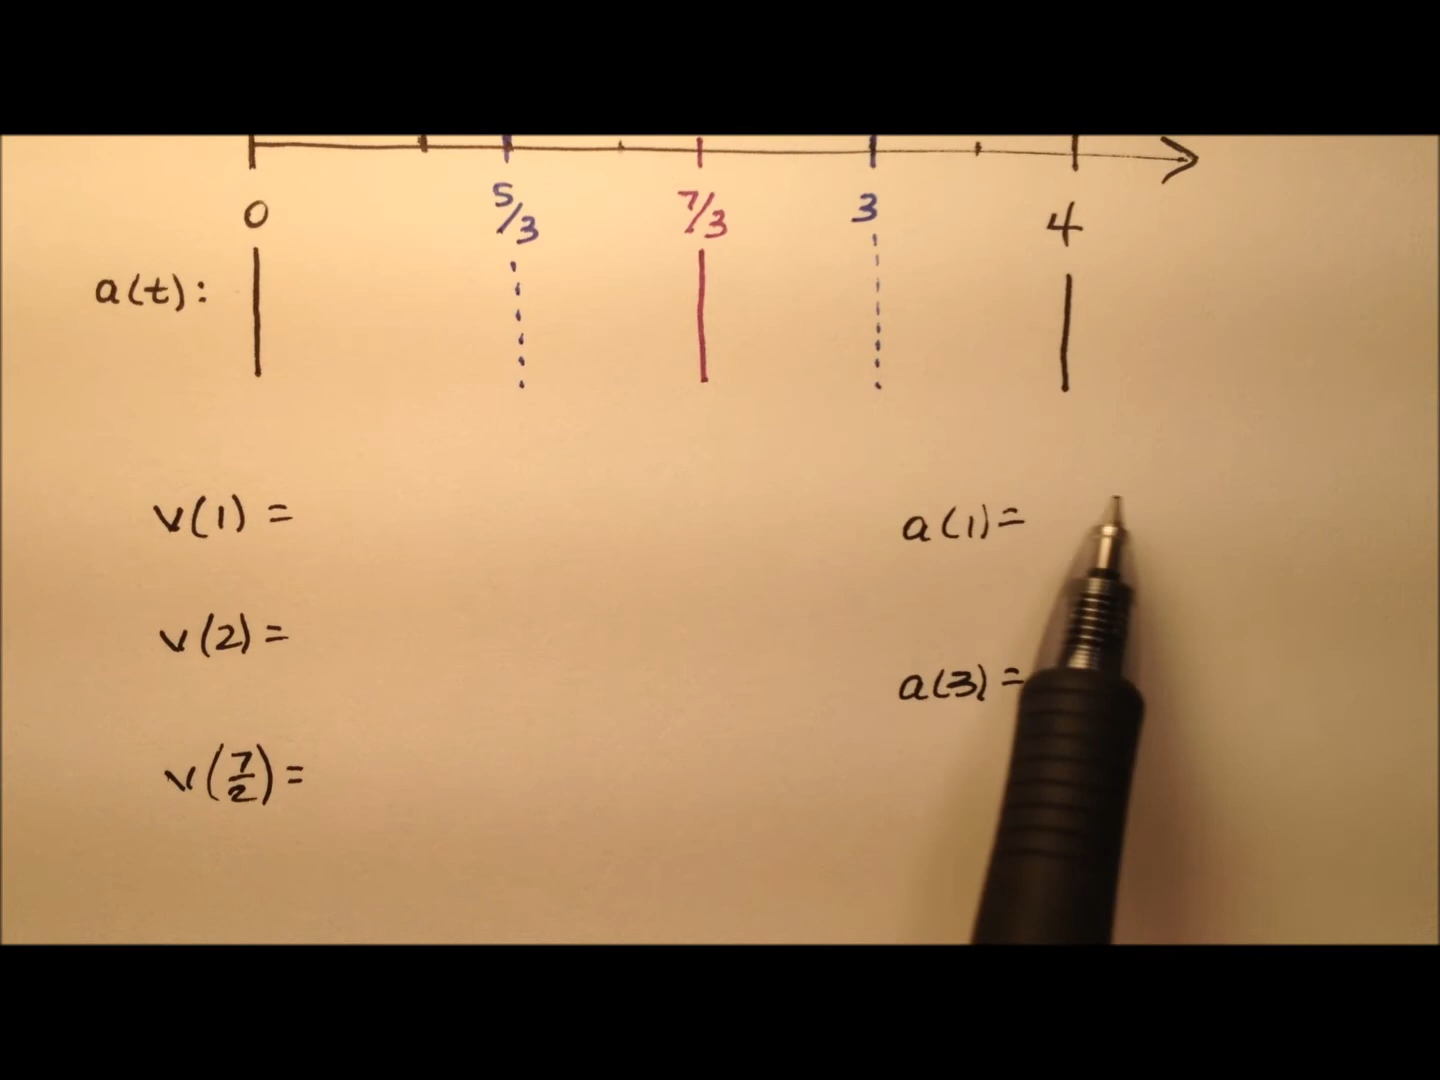 0 5/3 7/3 3 4
a(t):
v(1) = a(1) =
v(2) =
a(3) =
v(7/2) =